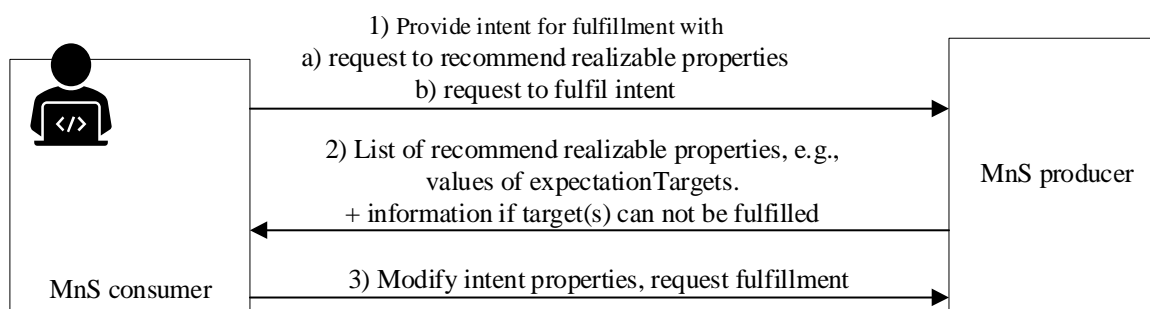 1) Provide intent for fulfillment with
a) request to recommend realizable properties
b) request to fulfil intent
</>
2) List of recommend realizable properties, e.g.,
values of expectationTargets.
+ information if target(s) can not be fulfilled
MnS producer
3) Modify intent properties, request fulfillment
MnS consumer